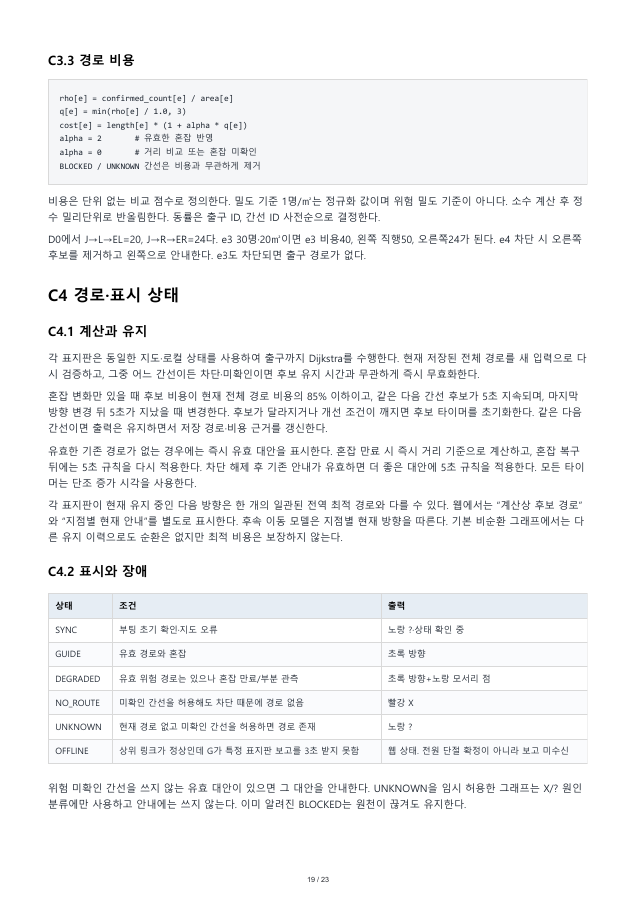 C3.3 경로 비용
rho[e] = confirmed_count[e] / area[e]
q[e] = min(rho[e] / 1.0, 3)
cost[e] = length[e] * (1 + alpha * q[e])
alpha = 2 # 유효한 혼잡 반영
alpha = 0 # 거리 비교 또는 혼잡 미확인
BLOCKED / UNKNOWN 간선은 비용과 무관하게 제거
비용은 단위 없는 비교 점수로 정의한다. 밀도 기준 1명/㎡는 정규화 값이며 위험 밀도 기준이 아니다. 소수 계산 후 정
수 밀리단위로 반올림한다. 동률은 출구 ID, 간선 ID 사전순으로 결정한다.
D0에서 J→L→EL=20, J→R→ER=24다. e3 30명·20㎡이면 e3 비용40, 왼쪽 직행50, 오른쪽24가 된다. e4 차단 시 오른쪽
후보를 제거하고 왼쪽으로 안내한다. e3도 차단되면 출구 경로가 없다.
C4 경로·표시 상태
C4.1 계산과 유지
각 표지판은 동일한 지도·로컬 상태를 사용하여 출구까지 Dijkstra를 수행한다. 현재 저장된 전체 경로를 새 입력으로 다
시 검증하고, 그중 어느 간선이든 차단·미확인이면 후보 유지 시간과 무관하게 즉시 무효화한다.
혼잡 변화만 있을 때 후보 비용이 현재 전체 경로 비용의 85% 이하이고, 같은 다음 간선 후보가 5초 지속되며, 마지막
방향 변경 뒤 5초가 지났을 때 변경한다. 후보가 달라지거나 개선 조건이 깨지면 후보 타이머를 초기화한다. 같은 다음
간선이면 출력은 유지하면서 저장 경로·비용 근거를 갱신한다.
유효한 기존 경로가 없는 경우에는 즉시 유효 대안을 표시한다. 혼잡 만료 시 즉시 거리 기준으로 계산하고, 혼잡 복구
뒤에는 5초 규칙을 다시 적용한다. 차단 해제 후 기존 안내가 유효하면 더 좋은 대안에 5초 규칙을 적용한다. 모든 타이
머는 단조 증가 시각을 사용한다.
각 표지판이 현재 유지 중인 다음 방향은 한 개의 일관된 전역 최적 경로와 다를 수 있다. 웹에서는 “계산상 후보 경로”
와 “지점별 현재 안내”를 별도로 표시한다. 후속 이동 모델은 지점별 현재 방향을 따른다. 기본 비순환 그래프에서는 다
른 유지 이력으로도 순환은 없지만 최적 비용은 보장하지 않는다.
C4.2 표시와 장애
상태 조건 출력
SYNC 부팅 초기 확인·지도 오류 노랑 ?·상태 확인 중
GUIDE 유효 경로와 혼잡 초록 방향
DEGRADED 유효 위험 경로는 있으나 혼잡 만료/부분 관측 초록 방향+노랑 모서리 점
NO_ROUTE 미확인 간선을 허용해도 차단 때문에 경로 없음 빨강 X
UNKNOWN 현재 경로 없고 미확인 간선을 허용하면 경로 존재 노랑 ?
OFFLINE 상위 링크가 정상인데 G가 특정 표지판 보고를 3초 받지 못함 웹 상태. 전원 단절 확정이 아니라 보고 미수신
위험 미확인 간선을 쓰지 않는 유효 대안이 있으면 그 대안을 안내한다. UNKNOWN을 임시 허용한 그래프는 X/? 원인
분류에만 사용하고 안내에는 쓰지 않는다. 이미 알려진 BLOCKED는 원천이 끊겨도 유지한다.
19 / 23